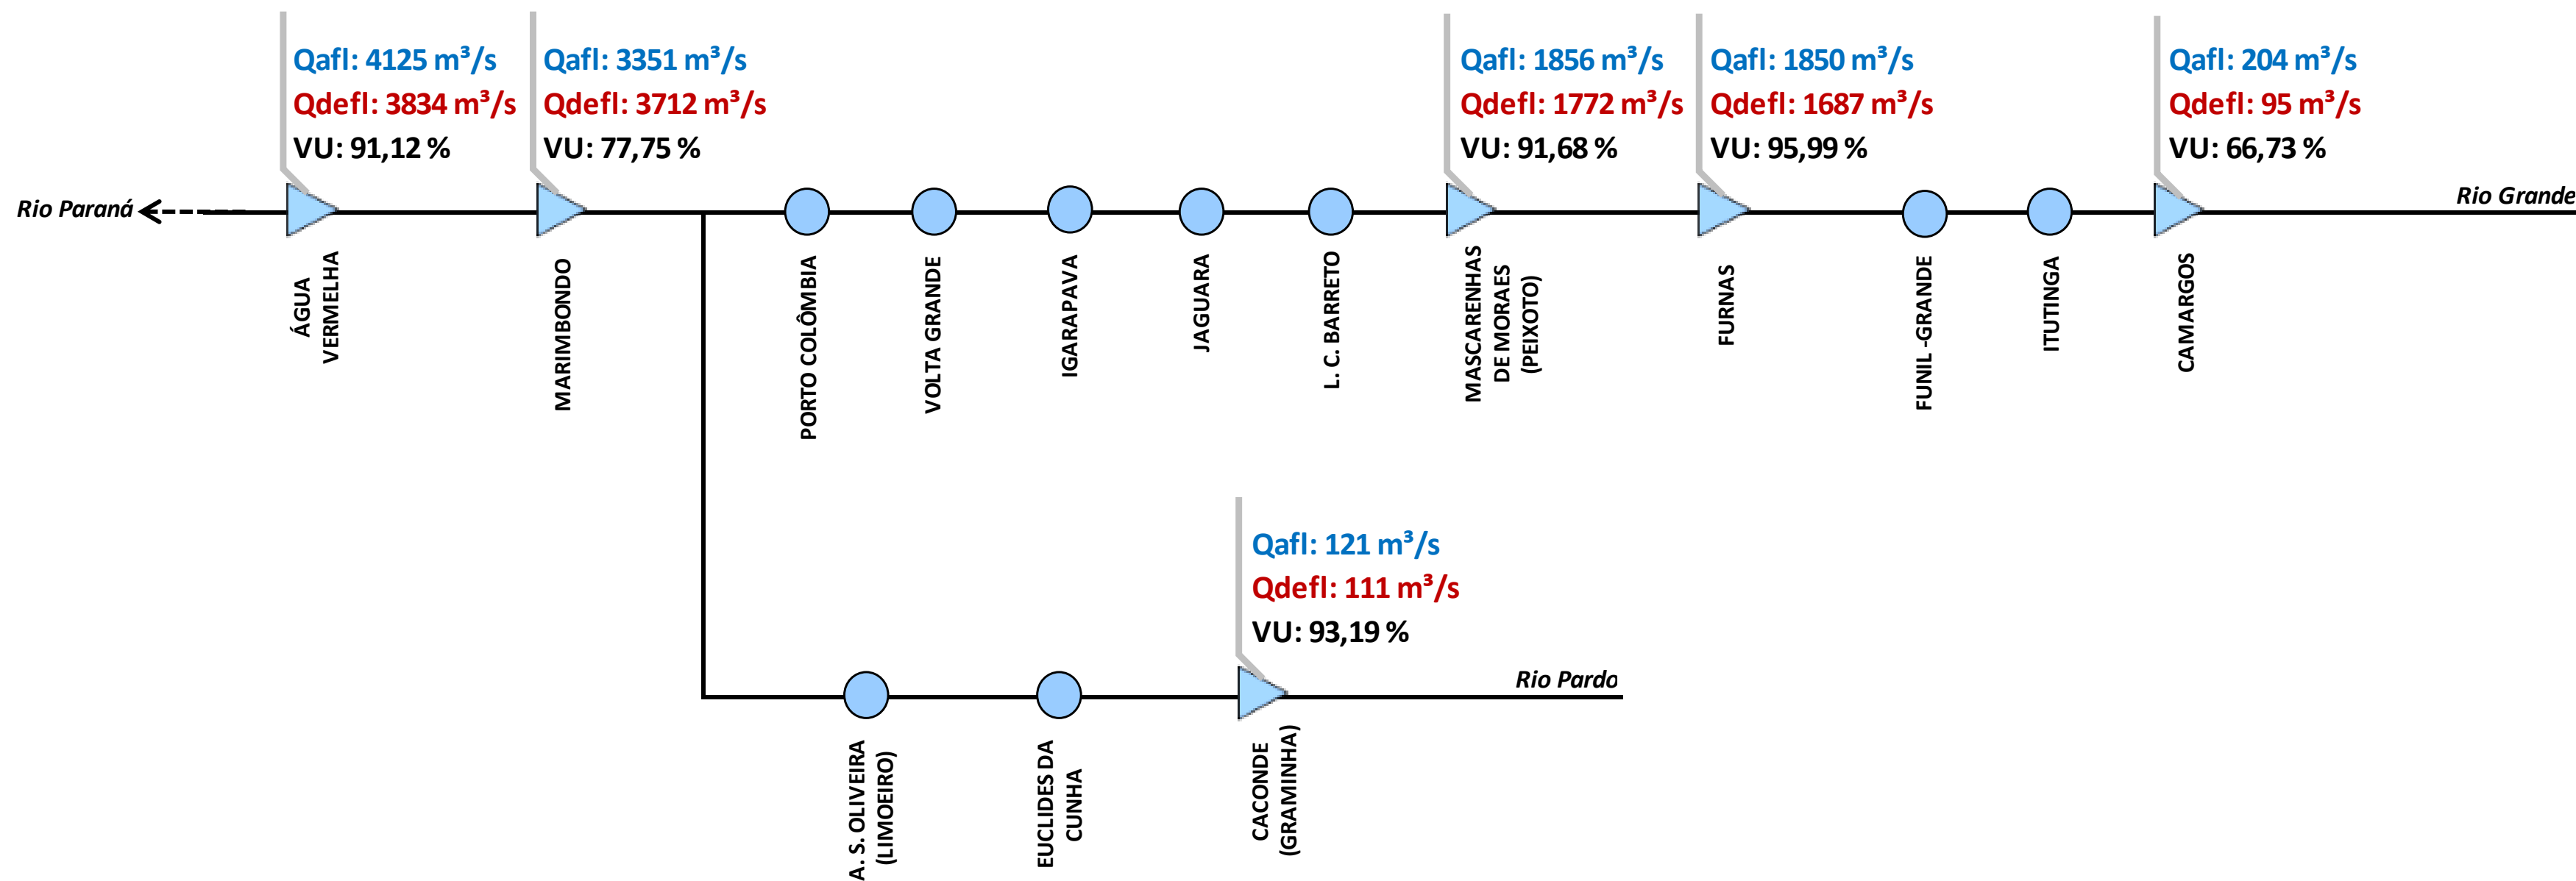 Qafl: 4125 m³/s
Qdefl: 3834 m³/s
VU: 91,12 %
Qafl: 3351 m³/s
Qdefl: 3712 m³/s
VU: 77,75 %
Qafl: 1856 m³/s
Qdefl: 1772 m³/s
VU: 91,68 %
Qafl: 1850 m³/s
Qdefl: 1687 m³/s
VU: 95,99 %
Qafl: 204 m³/s
Qdefl: 95 m³/s
VU: 66,73 %
Rio Paraná
Rio Grande
ÁGUA
VERMELHA
MARIMBONDO
PORTO COLÔMBIA
VOLTA GRANDE
IGARAPAVA
JAGUARA
L. C. BARRETO
MASCARENHAS
DE MORAES
(PEIXOTO)
FURNAS
FUNIL -GRANDE
ITUTINGA
CAMARGOS
Qafl: 121 m³/s
Qdefl: 111 m³/s
VU: 93,19 %
Rio Pardo
A. S. OLIVEIRA
(LIMOEIRO)
EUCLIDES DA
CUNHA
CACONDE
(GRAMINHA)